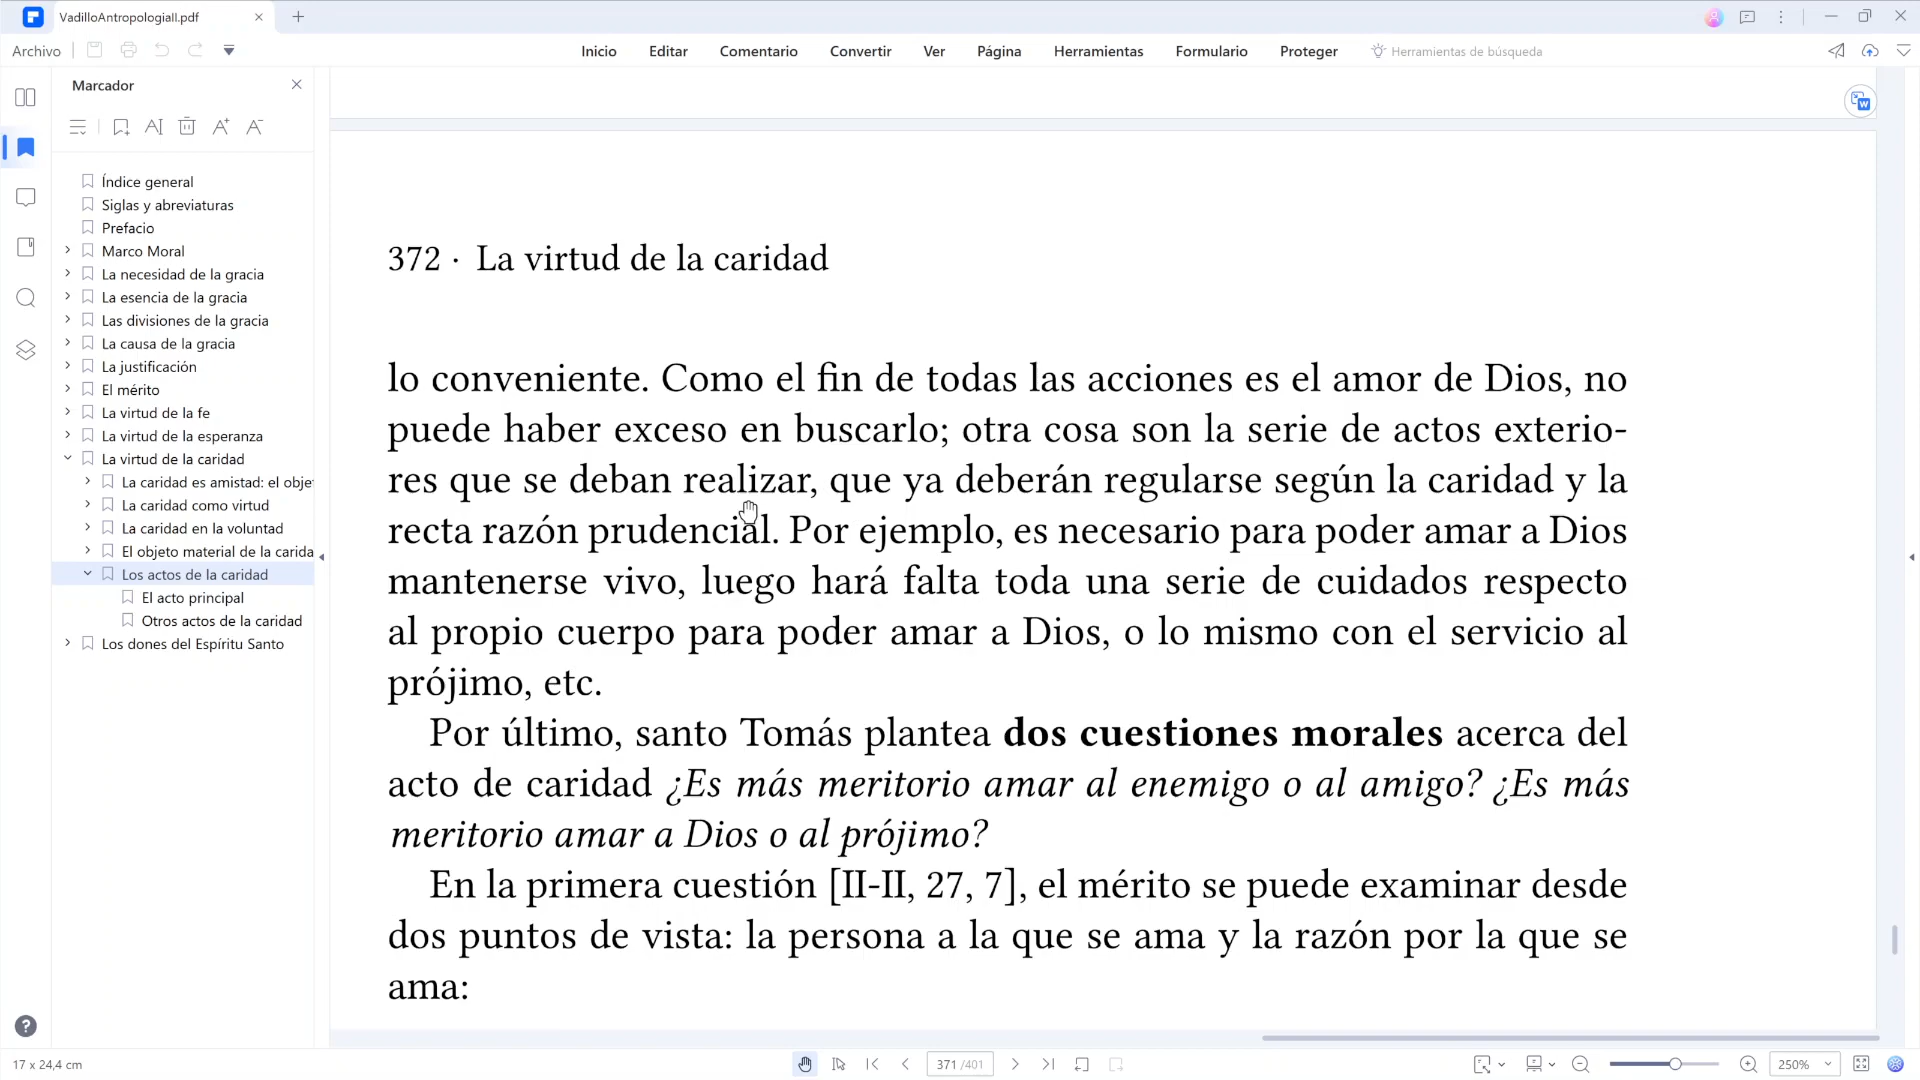 VadilloAntropologiaII.pdf
Archivo
Inicio
Editar
Comentario
Convertir
Ver
Página
Herramientas
Formulario
Proteger
Herramientas de búsqueda
Marcador
Índice general
Siglas y abreviaturas
Prefacio
Marco Moral
La necesidad de la gracia
La esencia de la gracia
Las divisiones de la gracia
La causa de la gracia
La justificación
El mérito
La virtud de la fe
La virtud de la esperanza
La virtud de la caridad
La caridad es amistad: el obje
La caridad como virtud
La caridad en la voluntad
El objeto material de la carida
Los actos de la caridad
El acto principal
Otros actos de la caridad
Los dones del Espíritu Santo
372 · La virtud de la caridad
lo conveniente. Como el fin de todas las acciones es el amor de Dios, no
puede haber exceso en buscarlo; otra cosa son la serie de actos exterio-
res que se deban realizar, que ya deberán regularse según la caridad y la
recta razón prudencial. Por ejemplo, es necesario para poder amar a Dios
mantenerse vivo, luego hará falta toda una serie de cuidados respecto
al propio cuerpo para poder amar a Dios, o lo mismo con el servicio al
prójimo, etc.
Por último, santo Tomás plantea dos cuestiones morales acerca del
acto de caridad ¿Es más meritorio amar al enemigo o al amigo? ¿Es más
meritorio amar a Dios o al prójimo?
En la primera cuestión [II-II, 27, 7], el mérito se puede examinar desde
dos puntos de vista: la persona a la que se ama y la razón por la que se
ama:
17 x 24,4 cm
371 /401
250%